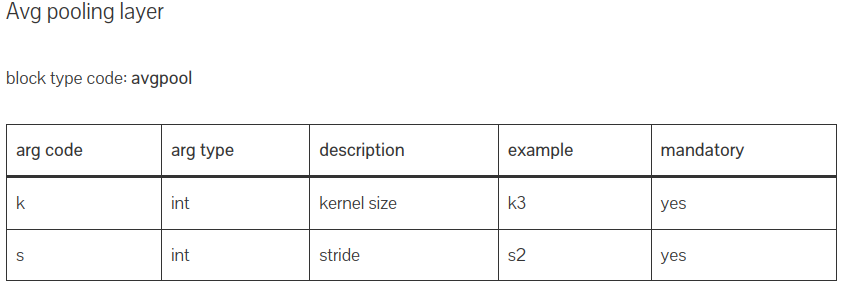 Avg pooling layer
block type code: avgpool
arg code arg type description example mandatory
k int kernel size k3 yes
s int stride s2 yes